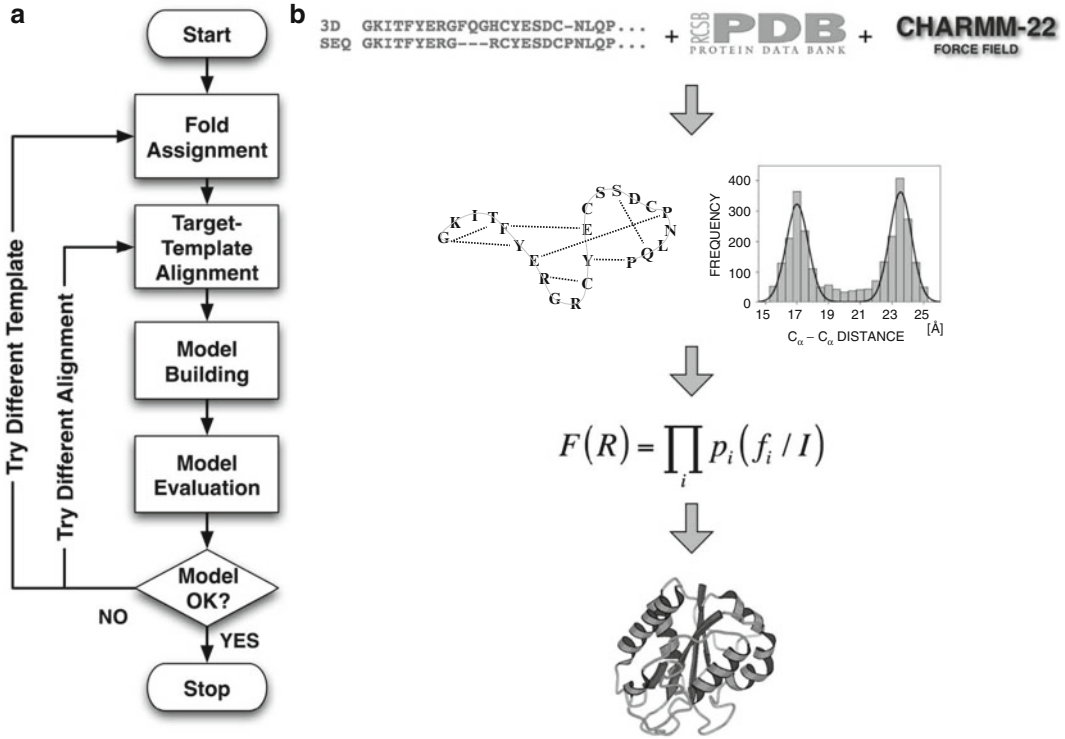 a
Start
Fold
Assignment
Target-
Template
Alignment
Model
Building
Model
Evaluation
Model
OK?
NO
YES
Stop
Try Different Template
Try Different Alignment
b
3D GKITFYERGFQGHCYESDC-NLQP...
SEQ GKITFYERG---RCYESDCPNLQP...
+
RCSB
PDB
PROTEIN DATA BANK
+
CHARMM-22
FORCE FIELD
G K I T F Y E R G R C Y E C S S D C P N L Q P
FREQUENCY
400
300
200
100
0
15 17 19 21 23 25
[Å]
Cα – Cα DISTANCE
F(R) = ∏i pi(fi / I)